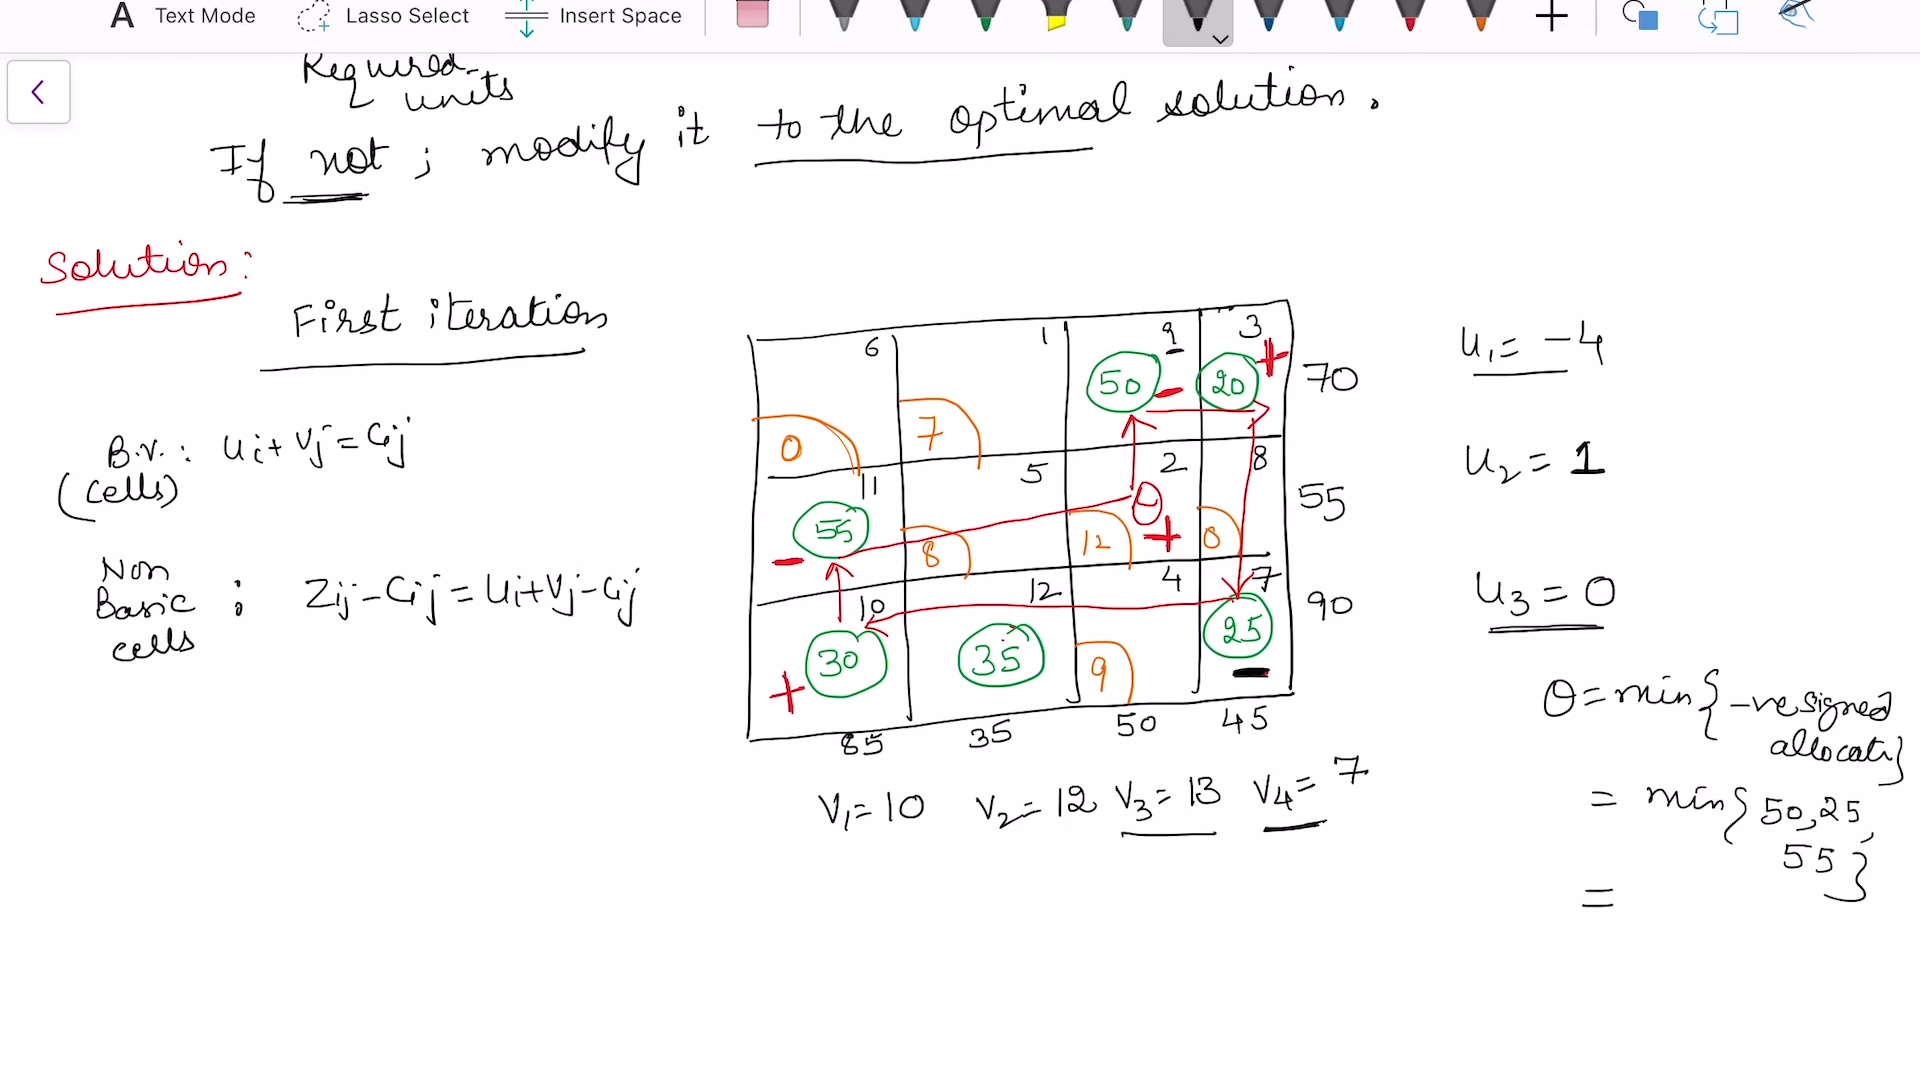 Text Mode
Lasso Select
Insert Space
Required
units
If not ; modify it to the optimal solution.
Solution:
First iteration
B.V. : ui + vj = cij
(cells)
Non
Basic
cells : Zij - Cij = ui + vj - cij
6 1 9 3
50 - 20 + 70
0 7
11 5 2 8
55 θ 55
- 8 12 + 0
10 12 4 7 90
30 35 25
+ 9 -
85 35 50 45
V1 = 10 V2 = 12 V3 = 13 V4 = 7
u1 = -4
u2 = 1
u3 = 0
θ = min { -ve signed
allocati}
= min { 50, 25,
55 }
=